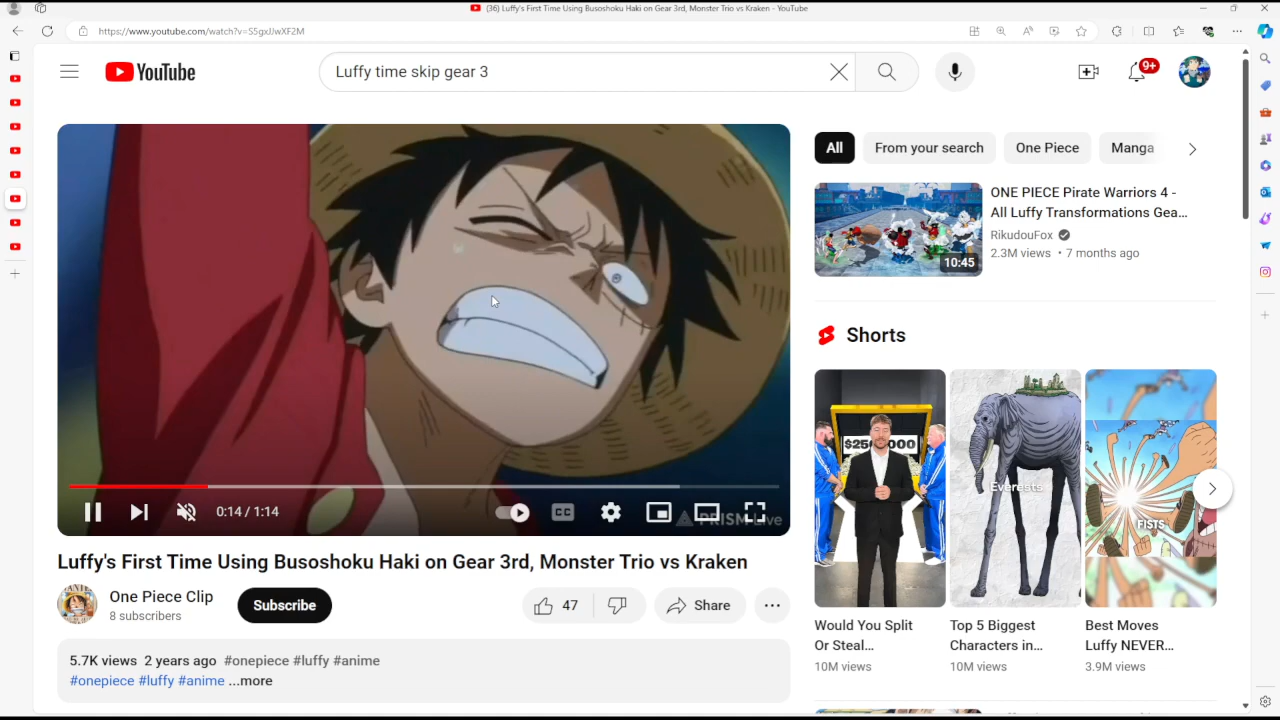 (36) Luffy's First Time Using Busoshoku Haki on Gear 3rd, Monster Trio vs Kraken - YouTube
https://www.youtube.com/watch?v=S5gxJJwXF2M
YouTube
Luffy time skip gear 3
9+
All
From your search
One Piece
Manga
ONE PIECE Pirate Warriors 4 -
All Luffy Transformations Gea...
RikudouFox
2.3M views • 7 months ago
10:45
Shorts
Everests
FISTS
Would You Split
Or Steal...
10M views
Top 5 Biggest
Characters in...
10M views
Best Moves
Luffy NEVER...
3.9M views
0:14 / 1:14
CC
PRISM Live
Luffy's First Time Using Busoshoku Haki on Gear 3rd, Monster Trio vs Kraken
One Piece Clip
8 subscribers
Subscribe
47
Share
5.7K views 2 years ago #onepiece #luffy #anime
#onepiece #luffy #anime ...more